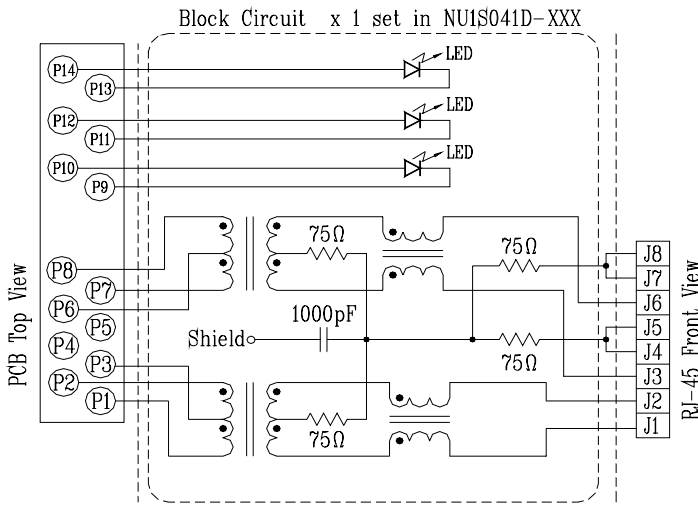 Block Circuit x 1 set in NU1S041D-XXX
P14
LED
P13
P12
LED
P11
P10
LED
P9
P8
P7
P6
P5
P4
P3
P2
P1
PCB Top View
75Ω
75Ω
1000pF
Shield
75Ω
75Ω
J8
J7
J6
J5
J4
J3
J2
J1
RJ-45 Front View